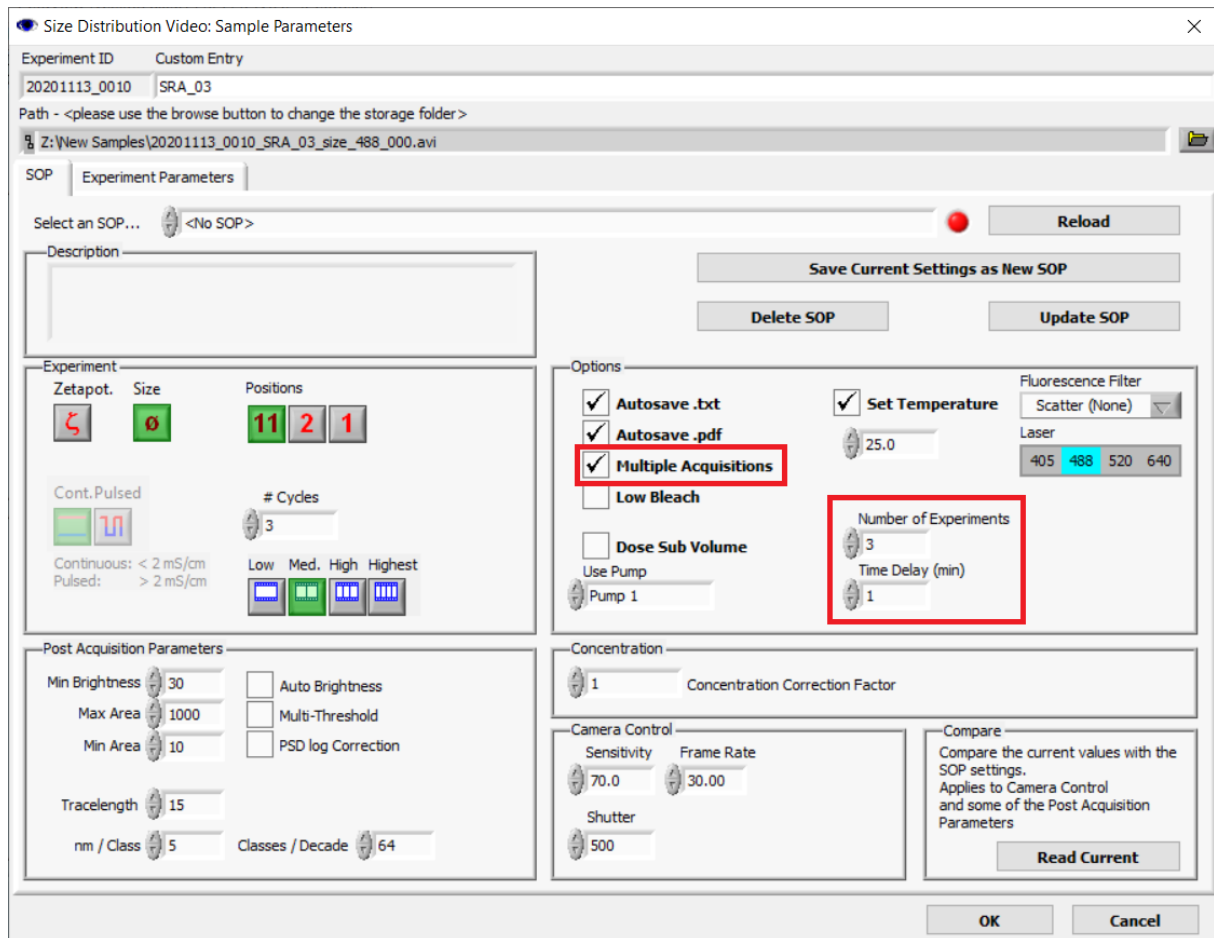 Size Distribution Video: Sample Parameters
Experiment ID Custom Entry
20201113_0010 SRA_03
Path - <please use the browse button to change the storage folder>
Z:\New Samples\20201113_0010_SRA_03_size_488_000.avi
SOP Experiment Parameters
Select an SOP... <No SOP> Reload
Description
Save Current Settings as New SOP
Delete SOP Update SOP
Experiment
Zetapot. Size Positions
ζ ø 11 2 1
Cont. Pulsed # Cycles
3
Continuous: < 2 mS/cm
Pulsed: > 2 mS/cm
Low Med. High Highest
Options
Autosave .txt Set Temperature
Autosave .pdf 25.0
Multiple Acquisitions
Low Bleach
Dose Sub Volume
Use Pump
Pump 1
Fluorescence Filter
Scatter (None)
Laser
405 488 520 640
Number of Experiments
3
Time Delay (min)
1
Post Acquisition Parameters
Min Brightness 30 Auto Brightness
Max Area 1000 Multi-Threshold
Min Area 10 PSD log Correction
Tracelength 15
nm / Class 5 Classes / Decade 64
Concentration
1 Concentration Correction Factor
Camera Control
Sensitivity Frame Rate
70.0 30.00
Shutter
500
Compare
Compare the current values with the
SOP settings.
Applies to Camera Control
and some of the Post Acquisition
Parameters
Read Current
OK Cancel